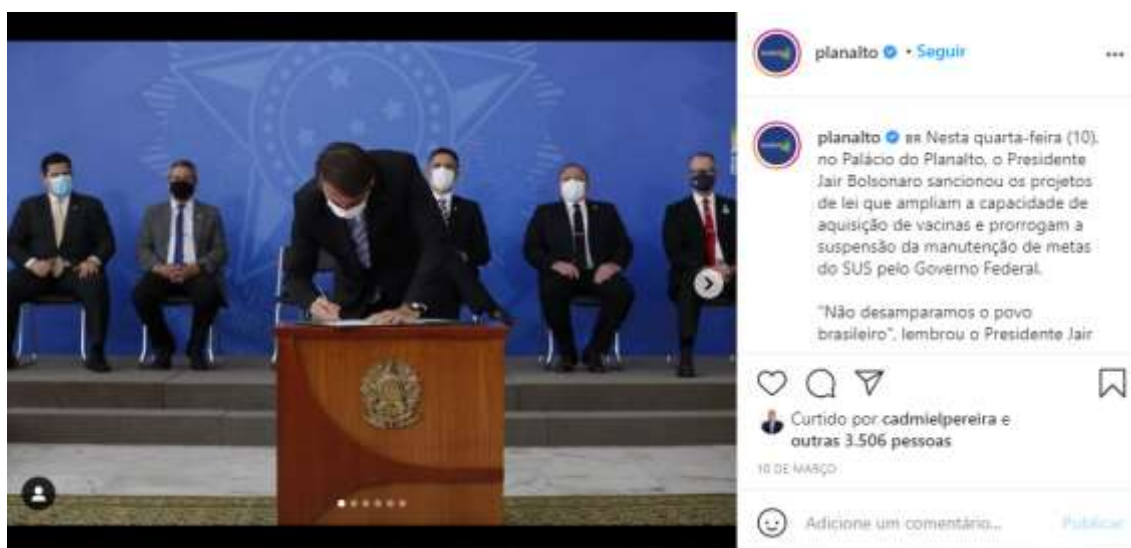 planalto • Seguir
planalto BR Nesta quarta-feira (10),
no Palácio do Planalto, o Presidente
Jair Bolsonaro sancionou os projetos
de lei que ampliam a capacidade de
aquisição de vacinas e prorrogam a
suspensão da manutenção de metas
do SUS pelo Governo Federal.
"Não desamparamos o povo
brasileiro", lembrou o Presidente Jair
Curtido por cadmielpereira e
outras 3.506 pessoas
10 DE MARÇO
Adicione um comentário... Publicar